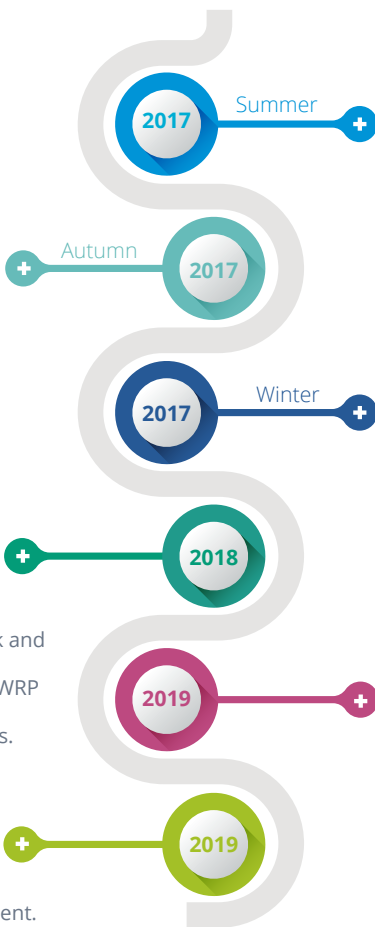 2017
Summer
Autumn
2017
2017
Winter
2018
k and
WRP
2019
s.
2019
ent.